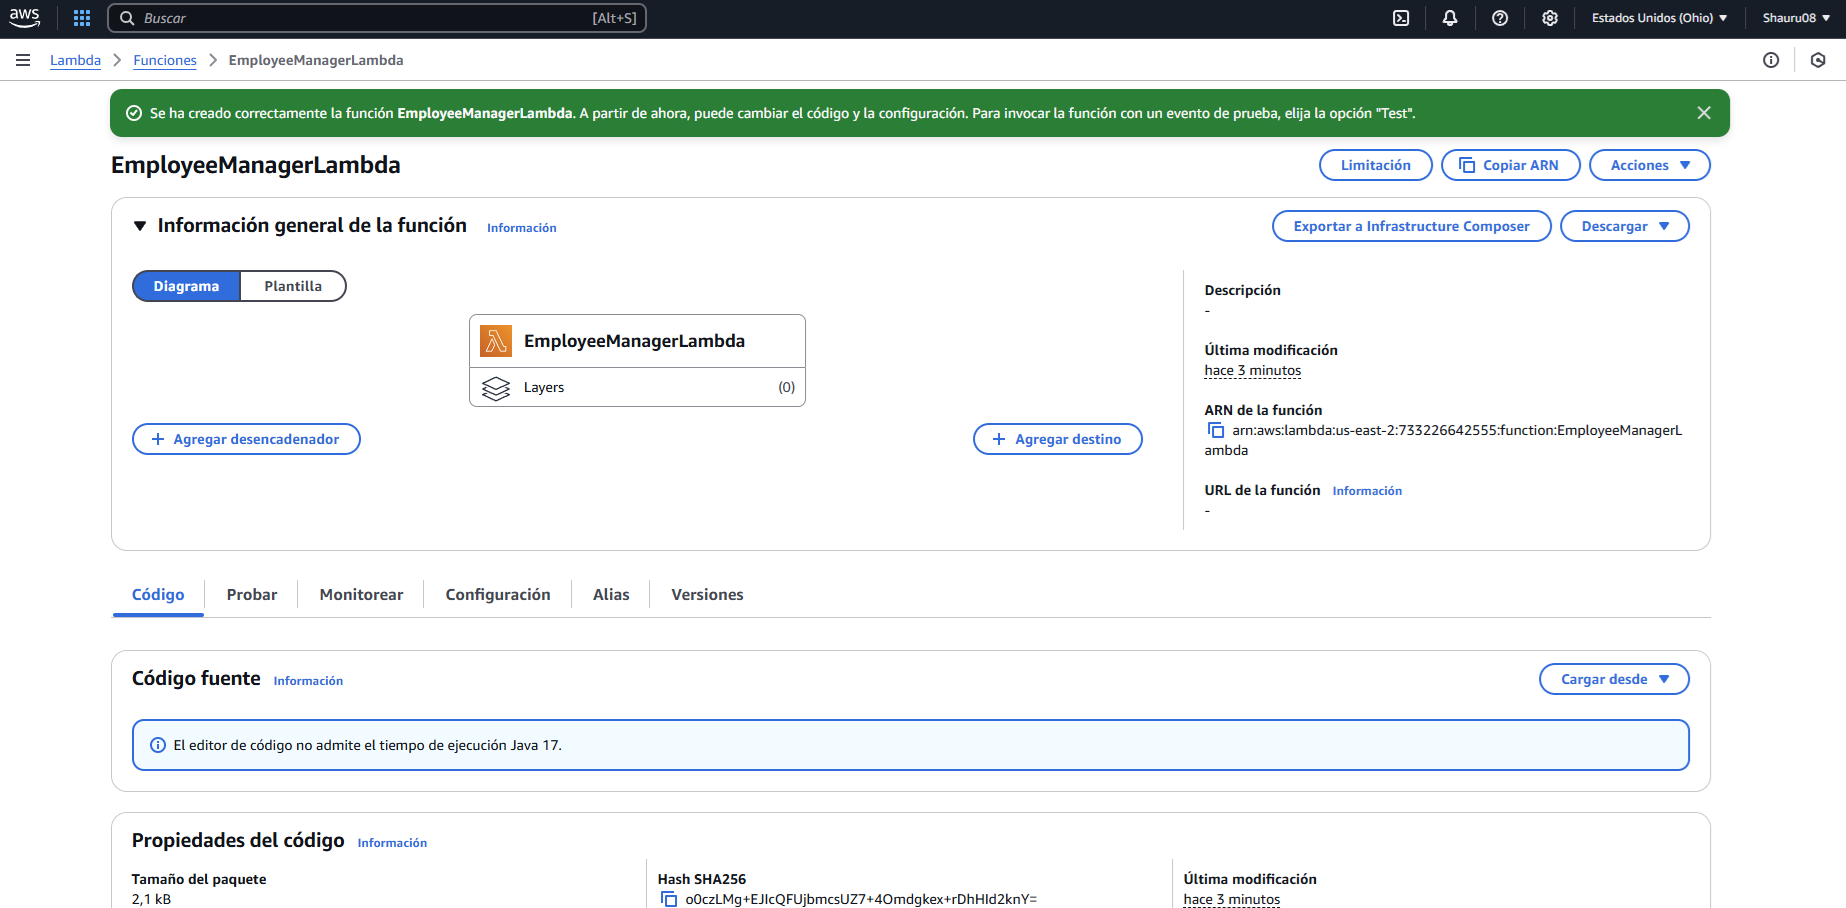 aws
Buscar [Alt+S]
Estados Unidos (Ohio) Shauru08
Lambda Funciones EmployeeManagerLambda
Se ha creado correctamente la función EmployeeManagerLambda. A partir de ahora, puede cambiar el código y la configuración. Para invocar la función con un evento de prueba, elija la opción "Test".
EmployeeManagerLambda
Limitación Copiar ARN Acciones
Información general de la función Información
Exportar a Infrastructure Composer Descargar
Diagrama Plantilla
EmployeeManagerLambda
Layers (0)
Agregar desencadenador
Agregar destino
Descripción
-
Última modificación
hace 3 minutos
ARN de la función
arn:aws:lambda:us-east-2:733226642555:function:EmployeeManagerL
ambda
URL de la función Información
-
Código Probar Monitorear Configuración Alias Versiones
Código fuente Información
Cargar desde
El editor de código no admite el tiempo de ejecución Java 17.
Propiedades del código Información
Tamaño del paquete
2,1 kB
Hash SHA256
o0czLMg+EJIcQFUjbmcsUZ7+4Omdgkex+rDhHId2knY=
Última modificación
hace 3 minutos